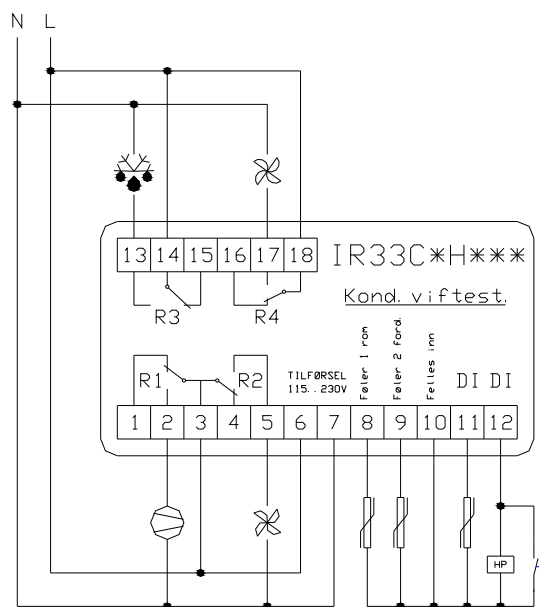 N L
13 14 15 16 17 18
IR33C*H***
R3 R4
Kond. viftest.
R1 R2
TILFØRSEL
115..230V
Føler 1 rom
Føler 2 ford.
Felles inn
DI DI
1 2 3 4 5 6 7 8 9 10 11 12
HP